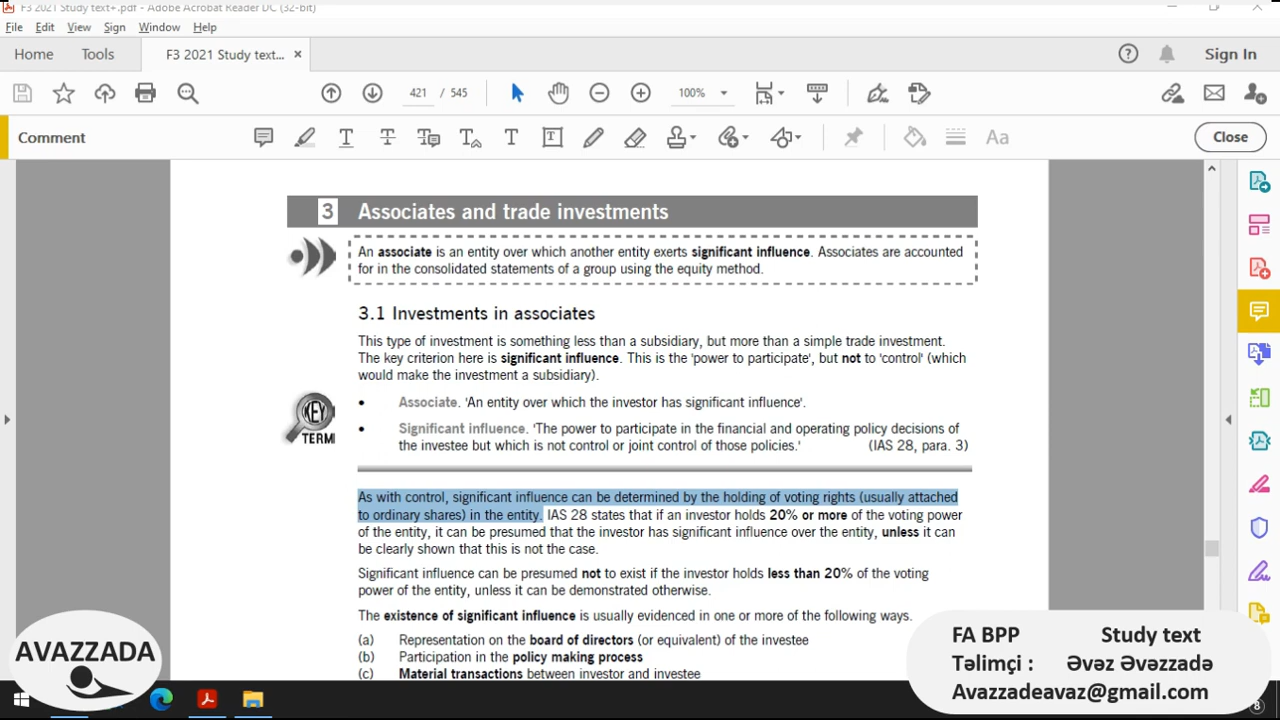 F3 2021 Study text+.pdf - Adobe Acrobat Reader DC (32-bit)
File Edit View Sign Window Help
Home Tools F3 2021 Study text... × Sign In
421 / 545 100%
Comment Close
3 Associates and trade investments
An associate is an entity over which another entity exerts significant influence. Associates are accounted
for in the consolidated statements of a group using the equity method.
3.1 Investments in associates
This type of investment is something less than a subsidiary, but more than a simple trade investment.
The key criterion here is significant influence. This is the 'power to participate', but not to 'control' (which
would make the investment a subsidiary).
KEY
TERM
• Associate. 'An entity over which the investor has significant influence'.
• Significant influence. 'The power to participate in the financial and operating policy decisions of
the investee but which is not control or joint control of those policies.' (IAS 28, para. 3)
As with control, significant influence can be determined by the holding of voting rights (usually attached
to ordinary shares) in the entity. IAS 28 states that if an investor holds 20% or more of the voting power
of the entity, it can be presumed that the investor has significant influence over the entity, unless it can
be clearly shown that this is not the case.
Significant influence can be presumed not to exist if the investor holds less than 20% of the voting
power of the entity, unless it can be demonstrated otherwise.
The existence of significant influence is usually evidenced in one or more of the following ways.
(a) Representation on the board of directors (or equivalent) of the investee
(b) Participation in the policy making process
(c) Material transactions between investor and investee
AVAZZADA
FA BPP Study text
Təlimçi : Əvəz Əvəzzadə
Avazzadeavaz@gmail.com